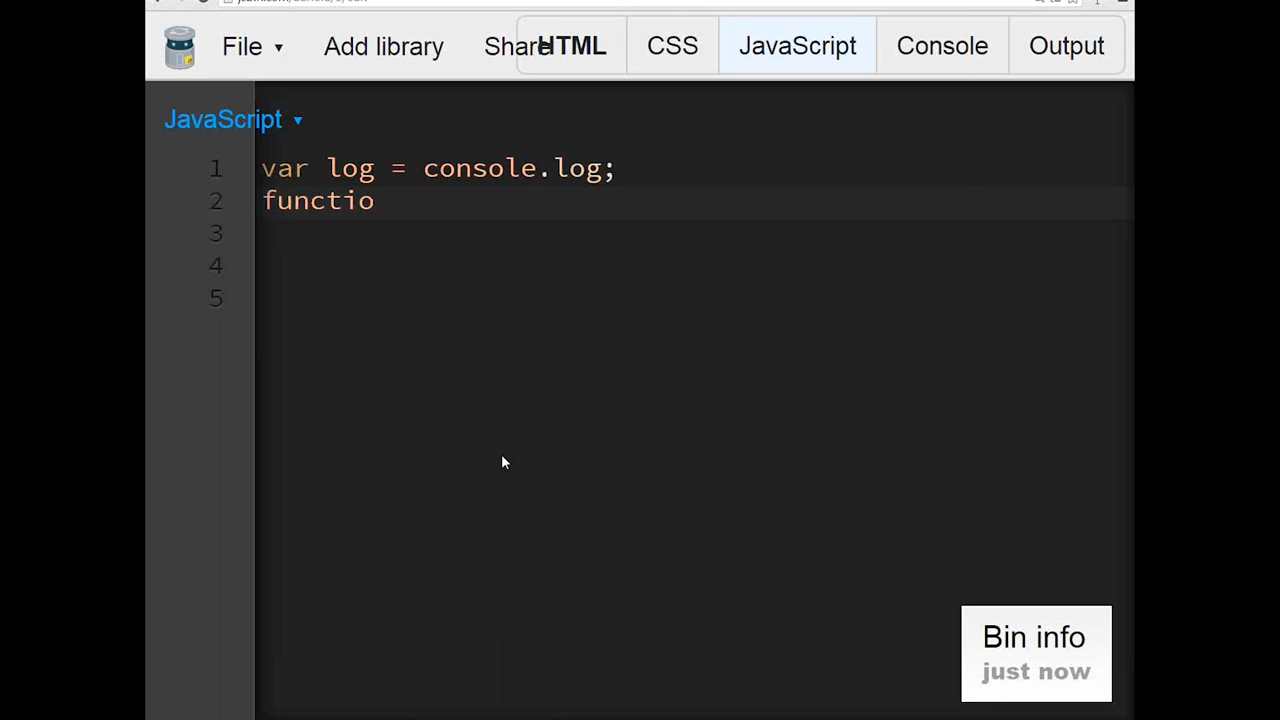 File ▾ Add library Share HTML CSS JavaScript Console Output
JavaScript ▾
1 var log = console.log;
2 functio
3
4
5
Bin info
just now